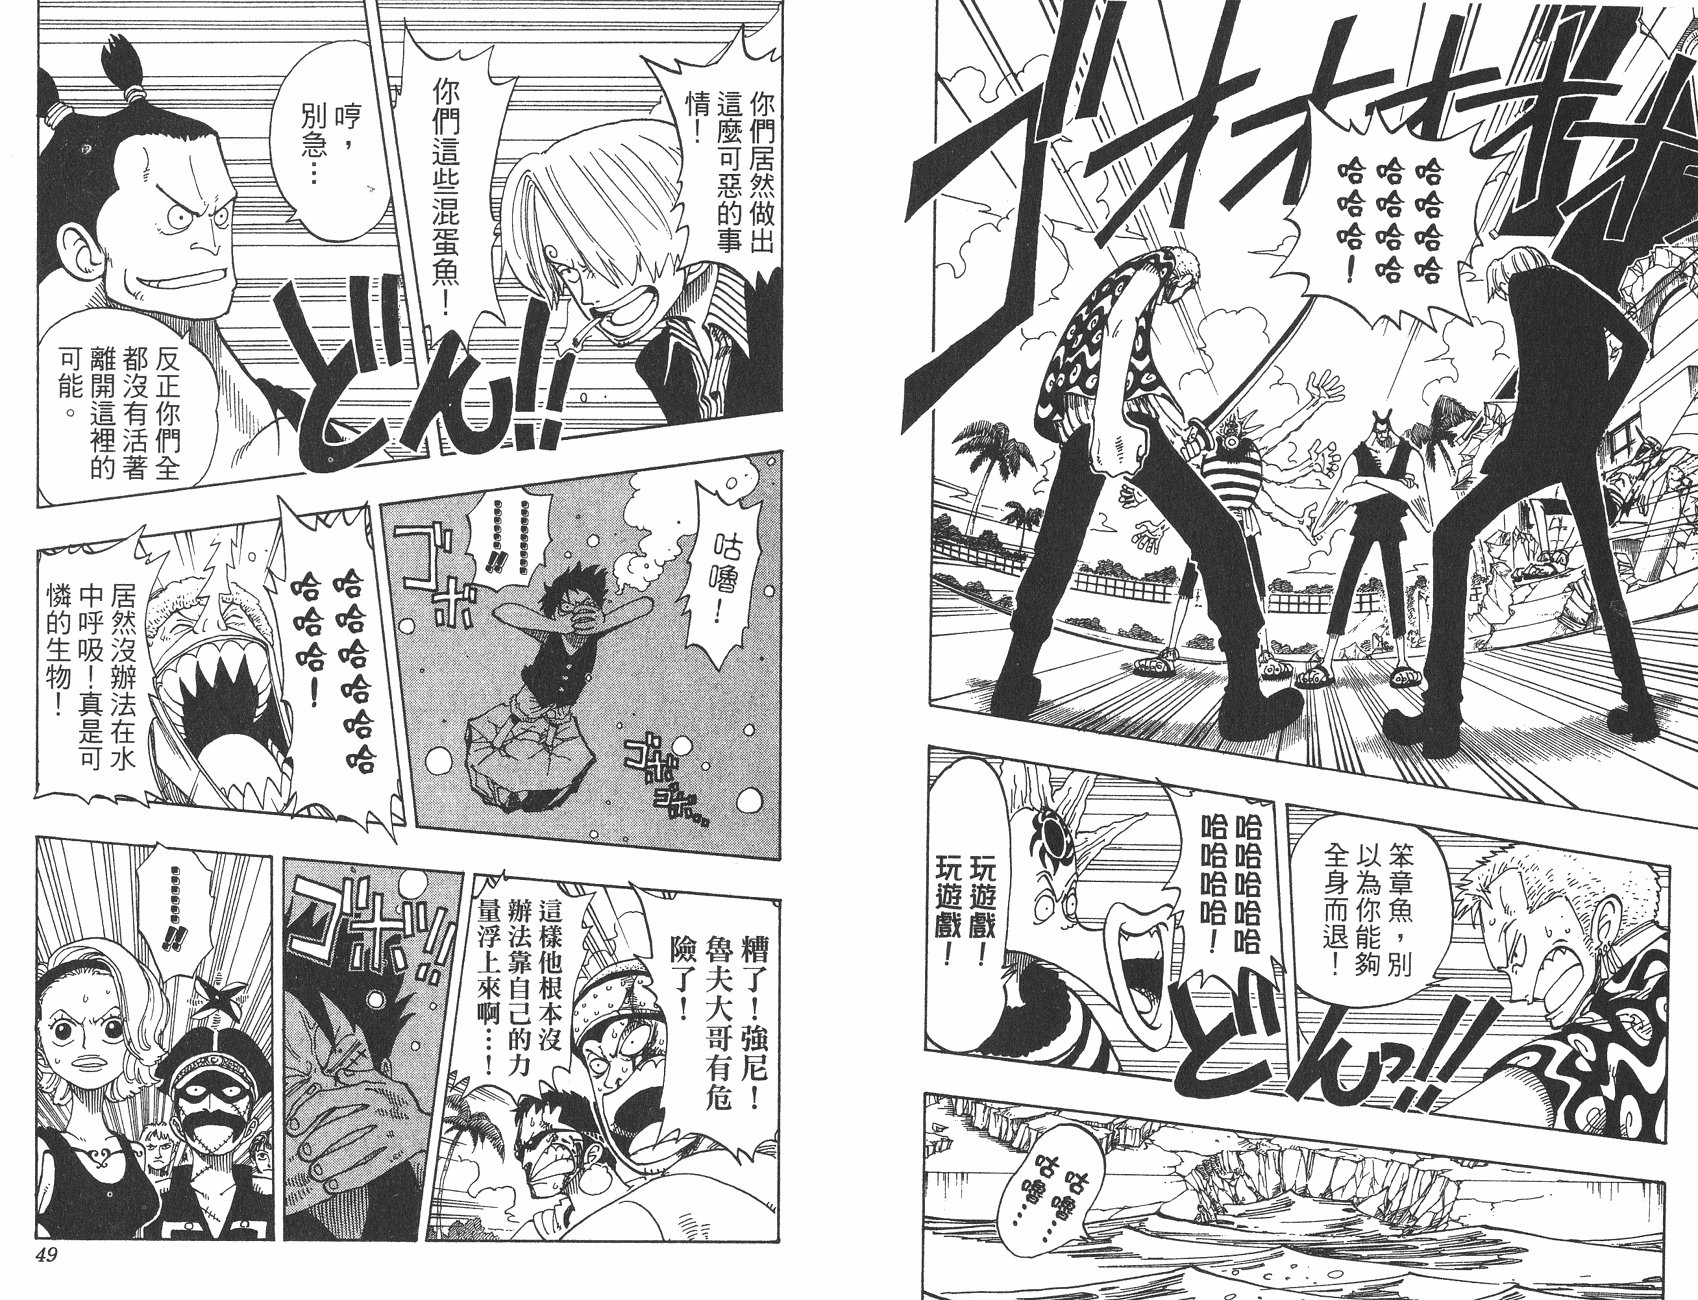 ゴオオオオオ
哈哈哈哈
哈哈哈哈
哈哈哈！
笨章魚，別
以為你能夠
全身而退！
哈哈哈哈哈
哈哈哈哈！
玩遊戲！
玩遊戲！
どんっ!!
咕嚕…
咕嚕…
你們居然做出
這麼可惡的事
情！
你們這些混蛋魚！
哼，
別急…
反正你們全
都沒有活著
離開這裡的
可能。
どん!!
咕嚕！
ゴボゴボ
ゴボゴボ…
哈哈哈哈哈哈
哈哈哈！
居然沒辦法在水
中呼吸！真是可
憐的生物！
糟了！強尼！
魯夫大哥有危
險了！
這樣他根本沒
辦法靠自己的力
量浮上來啊…！
ゴボッ!!
49